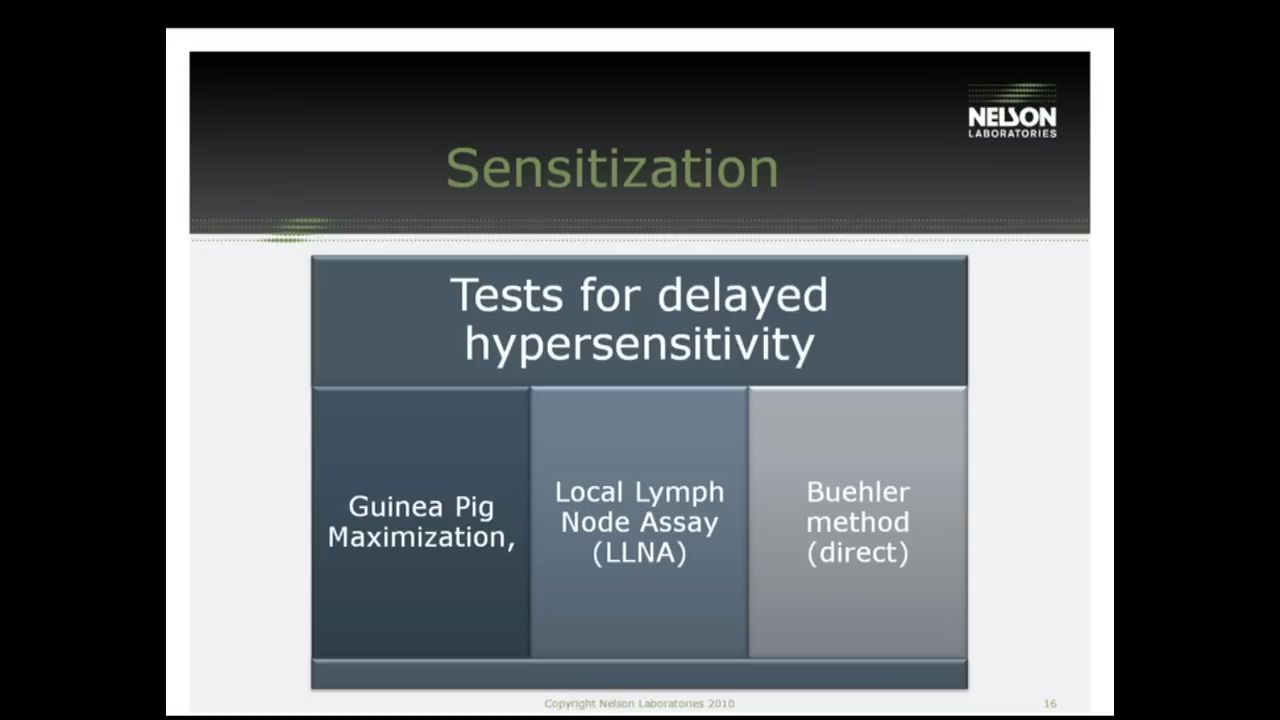 NELSON
LABORATORIES
Sensitization
Tests for delayed
hypersensitivity
Guinea Pig
Maximization,
Local Lymph
Node Assay
(LLNA)
Buehler
method
(direct)
Copyright Nelson Laboratories 2010
16